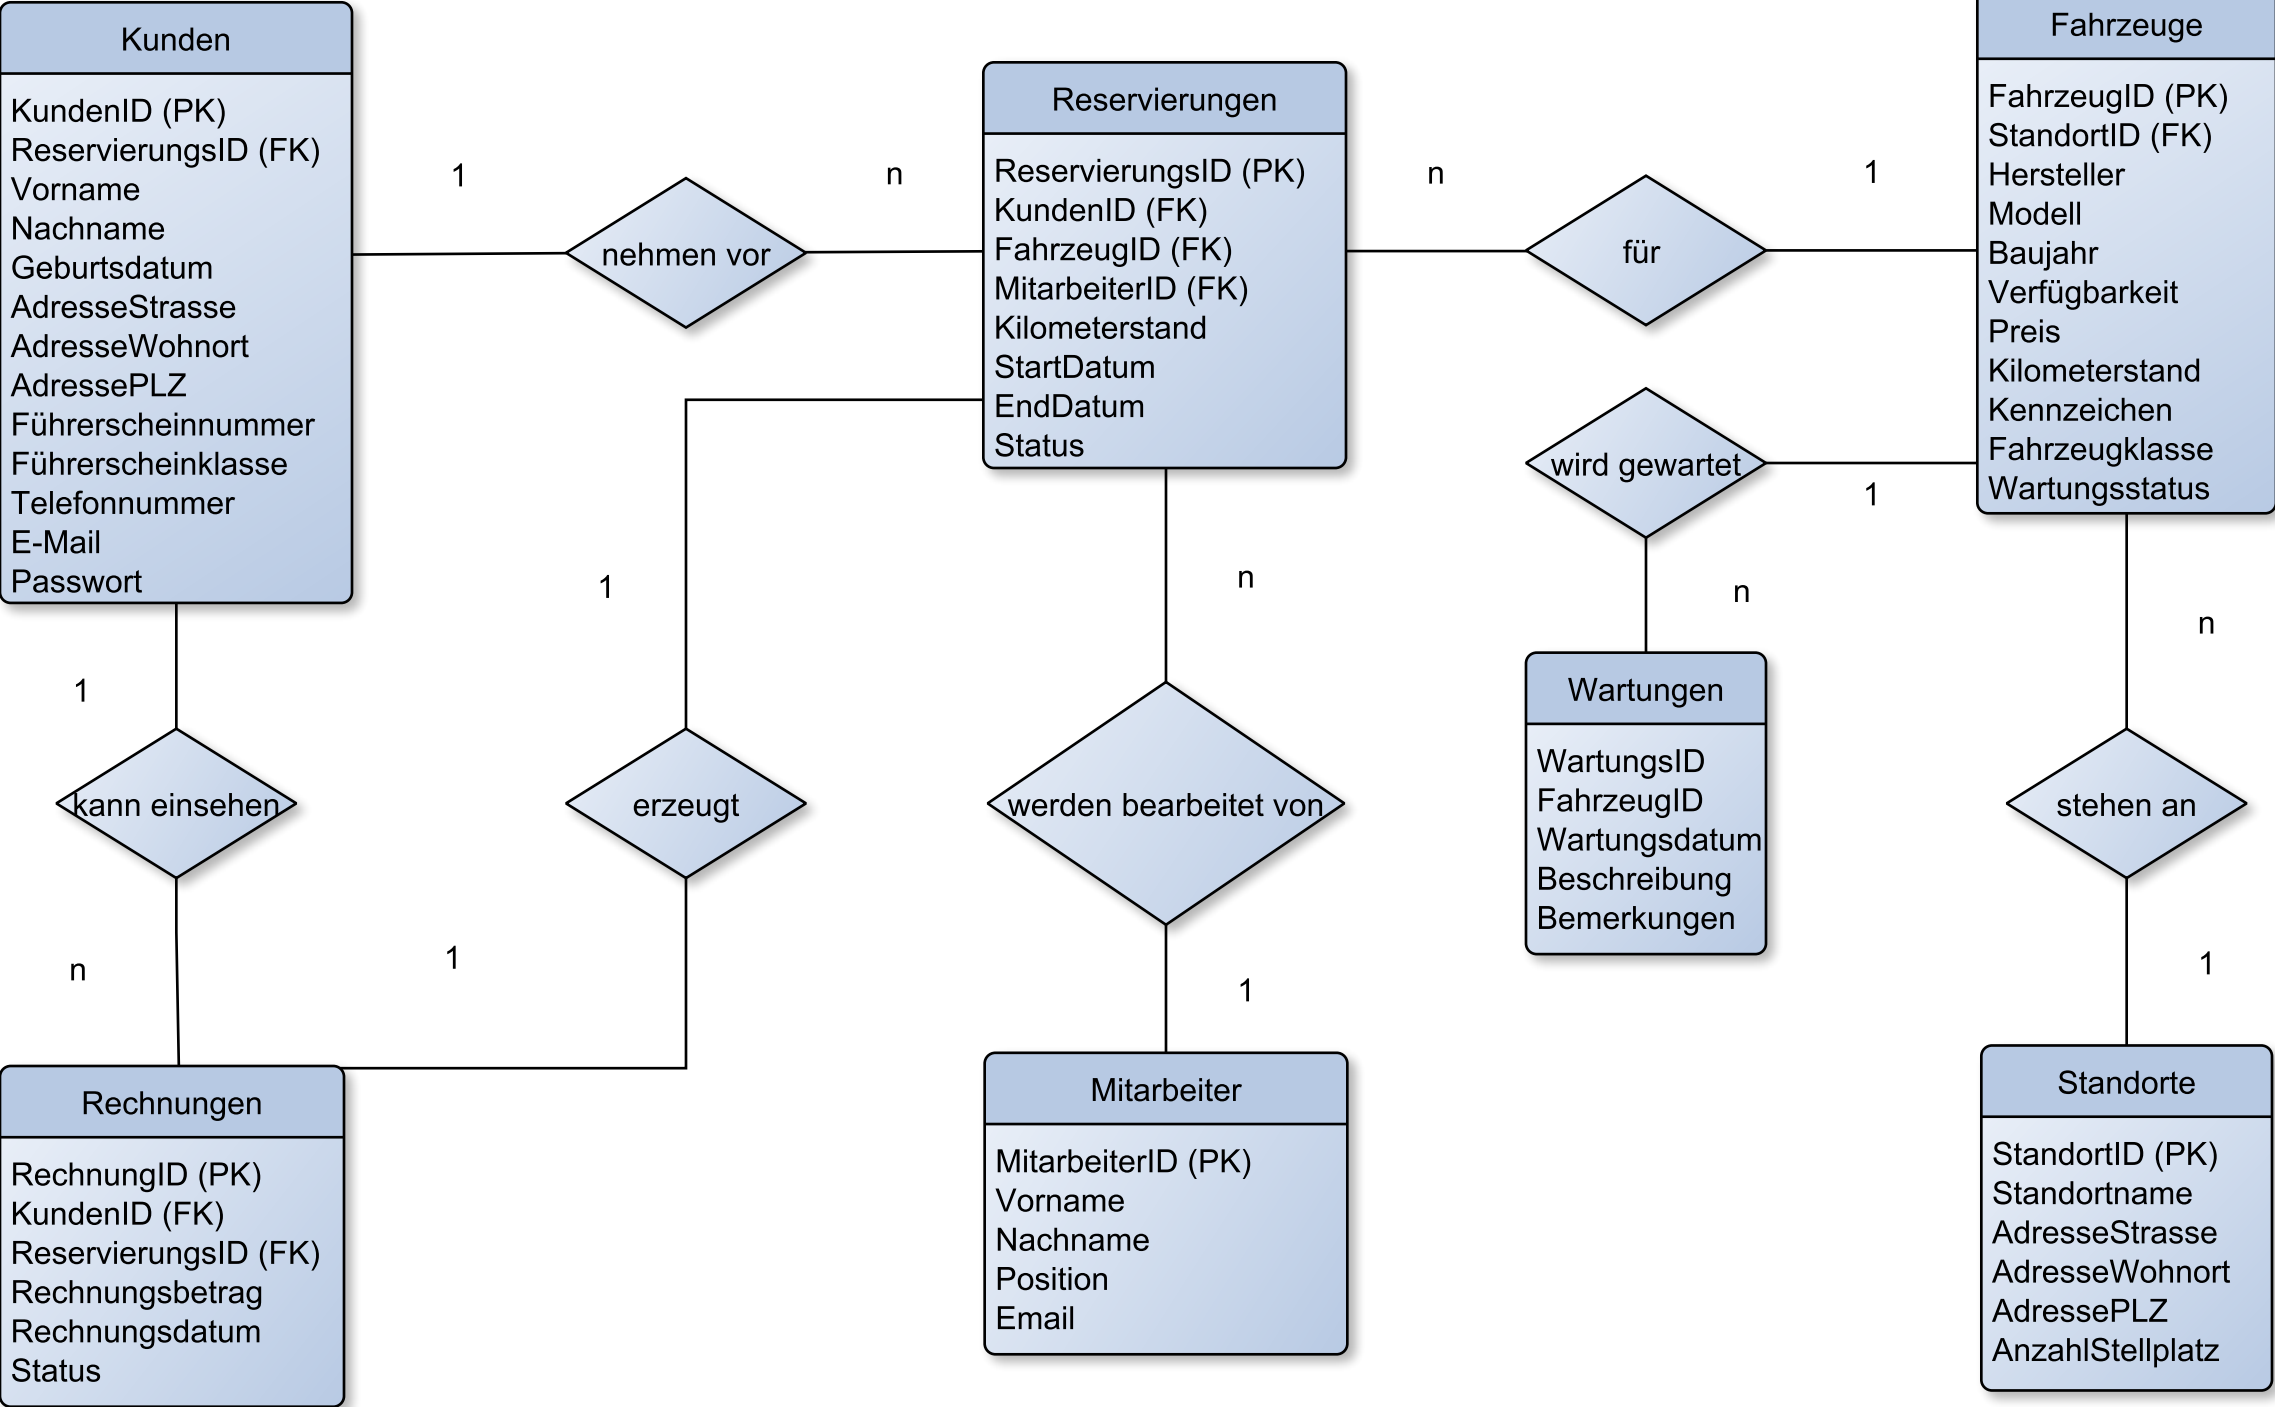 Kunden
KundenID (PK)
ReservierungsID (FK)
Vorname
Nachname
Geburtsdatum
AdresseStrasse
AdresseWohnort
AdressePLZ
Führerscheinnummer
Führerscheinklasse
Telefonnummer
E-Mail
Passwort
1
nehmen vor
n
Reservierungen
ReservierungsID (PK)
KundenID (FK)
FahrzeugID (FK)
MitarbeiterID (FK)
Kilometerstand
StartDatum
EndDatum
Status
n
für
1
Fahrzeuge
FahrzeugID (PK)
StandortID (FK)
Hersteller
Modell
Baujahr
Verfügbarkeit
Preis
Kilometerstand
Kennzeichen
Fahrzeugklasse
Wartungsstatus
wird gewartet
1
n
Wartungen
WartungsID
FahrzeugID
Wartungsdatum
Beschreibung
Bemerkungen
1
kann einsehen
n
1
erzeugt
1
n
werden bearbeitet von
1
n
stehen an
1
Rechnungen
RechnungID (PK)
KundenID (FK)
ReservierungsID (FK)
Rechnungsbetrag
Rechnungsdatum
Status
Mitarbeiter
MitarbeiterID (PK)
Vorname
Nachname
Position
Email
Standorte
StandortID (PK)
Standortname
AdresseStrasse
AdresseWohnort
AdressePLZ
AnzahlStellplatz